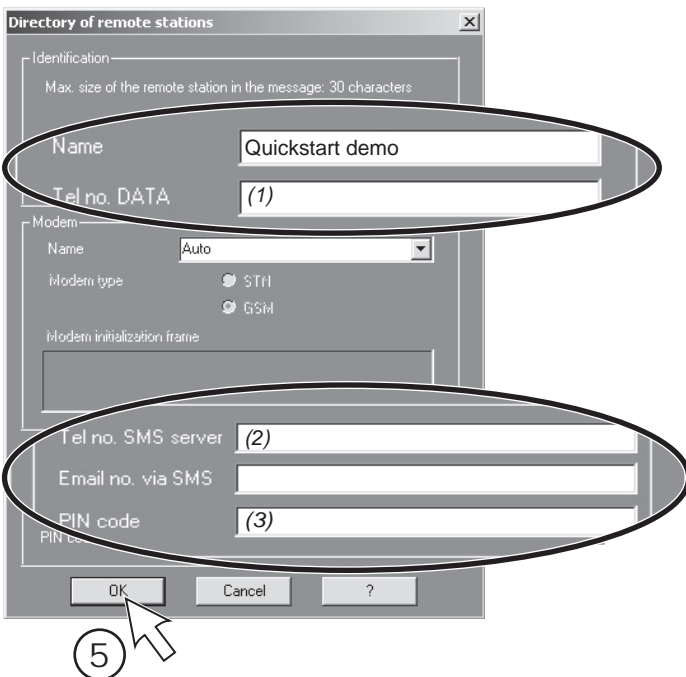 Directory of remote stations
Identification
Max. size of the remote station in the message: 30 characters
Name Quickstart demo
Tel no. DATA (1)
Modem
Name Auto
Modem type STN
GSM
Modem initialization frame
Tel no. SMS server (2)
Email no. via SMS
PIN code (3)
PIN
OK Cancel ?
5